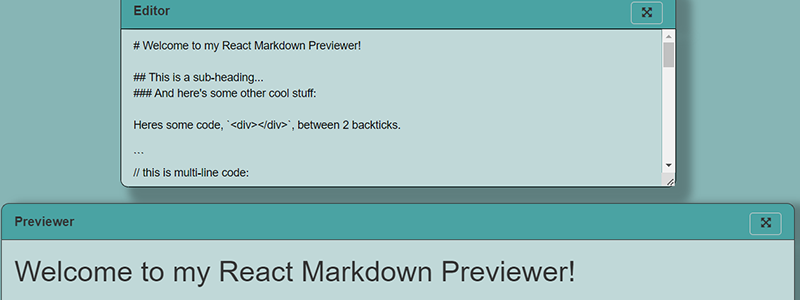 Editor
# Welcome to my React Markdown Previewer!
## This is a sub-heading...
### And here's some other cool stuff:
Heres some code, `<div></div>`, between 2 backticks.
```
// this is multi-line code:
Previewer
Welcome to my React Markdown Previewer!